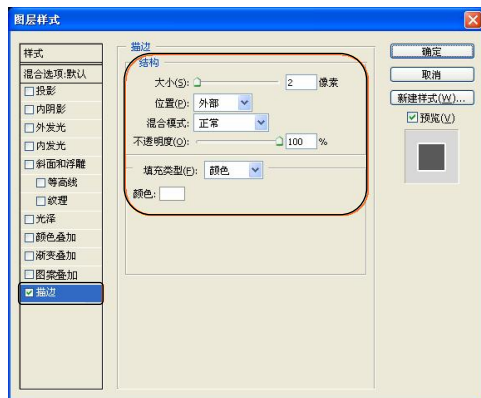 图层样式
样式
混合选项:默认
投影
内阴影
外发光
内发光
斜面和浮雕
等高线
纹理
光泽
颜色叠加
渐变叠加
图案叠加
描边
描边
结构
大小(S): 2 像素
位置(P): 外部
混合模式: 正常
不透明度(O): 100 %
填充类型(F): 颜色
颜色:
确定
取消
新建样式(W)...
预览(V)